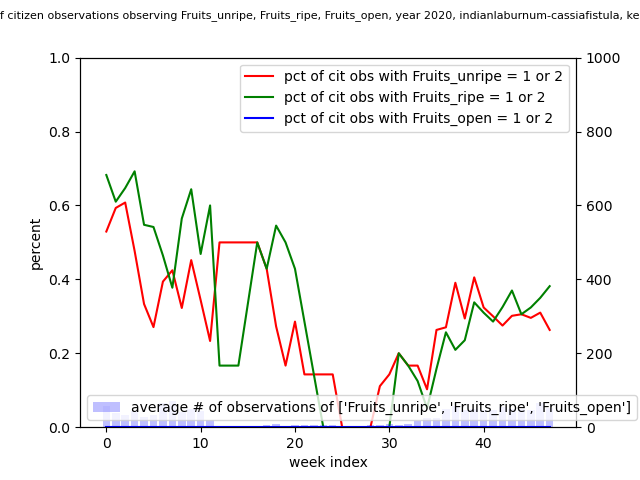 f citizen observations observing Fruits_unripe, Fruits_ripe, Fruits_open, year 2020, indianlaburnum-cassiafistula, ke
1.0
0.8
0.6
0.4
0.2
0.0
percent
pct of cit obs with Fruits_unripe = 1 or 2
pct of cit obs with Fruits_ripe = 1 or 2
pct of cit obs with Fruits_open = 1 or 2
1000
800
600
400
200
0
average # of observations of ['Fruits_unripe', 'Fruits_ripe', 'Fruits_open']
0 10 20 30 40
week index